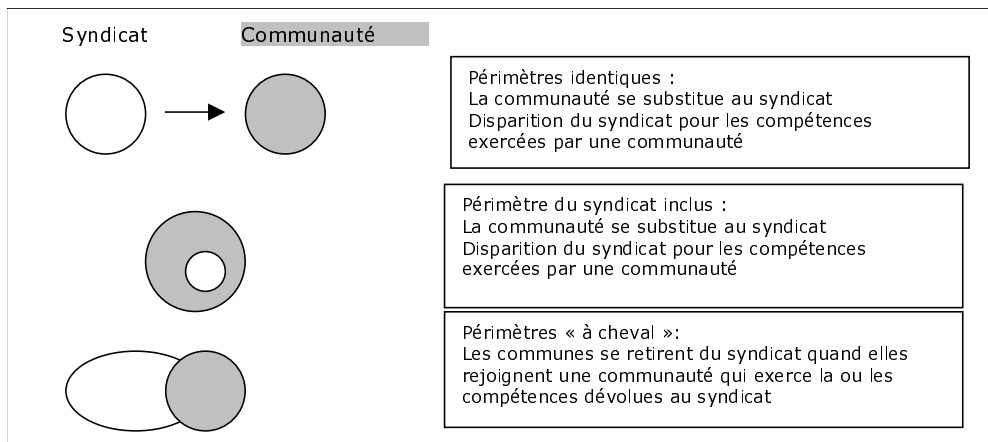 Syndicat Communauté
Périmètres identiques :
La communauté se substitue au syndicat
Disparition du syndicat pour les compétences
exercées par une communauté
Périmètre du syndicat inclus :
La communauté se substitue au syndicat
Disparition du syndicat pour les compétences
exercées par une communauté
Périmètres « à cheval »:
Les communes se retirent du syndicat quand elles
rejoignent une communauté qui exerce la ou les
compétences dévolues au syndicat